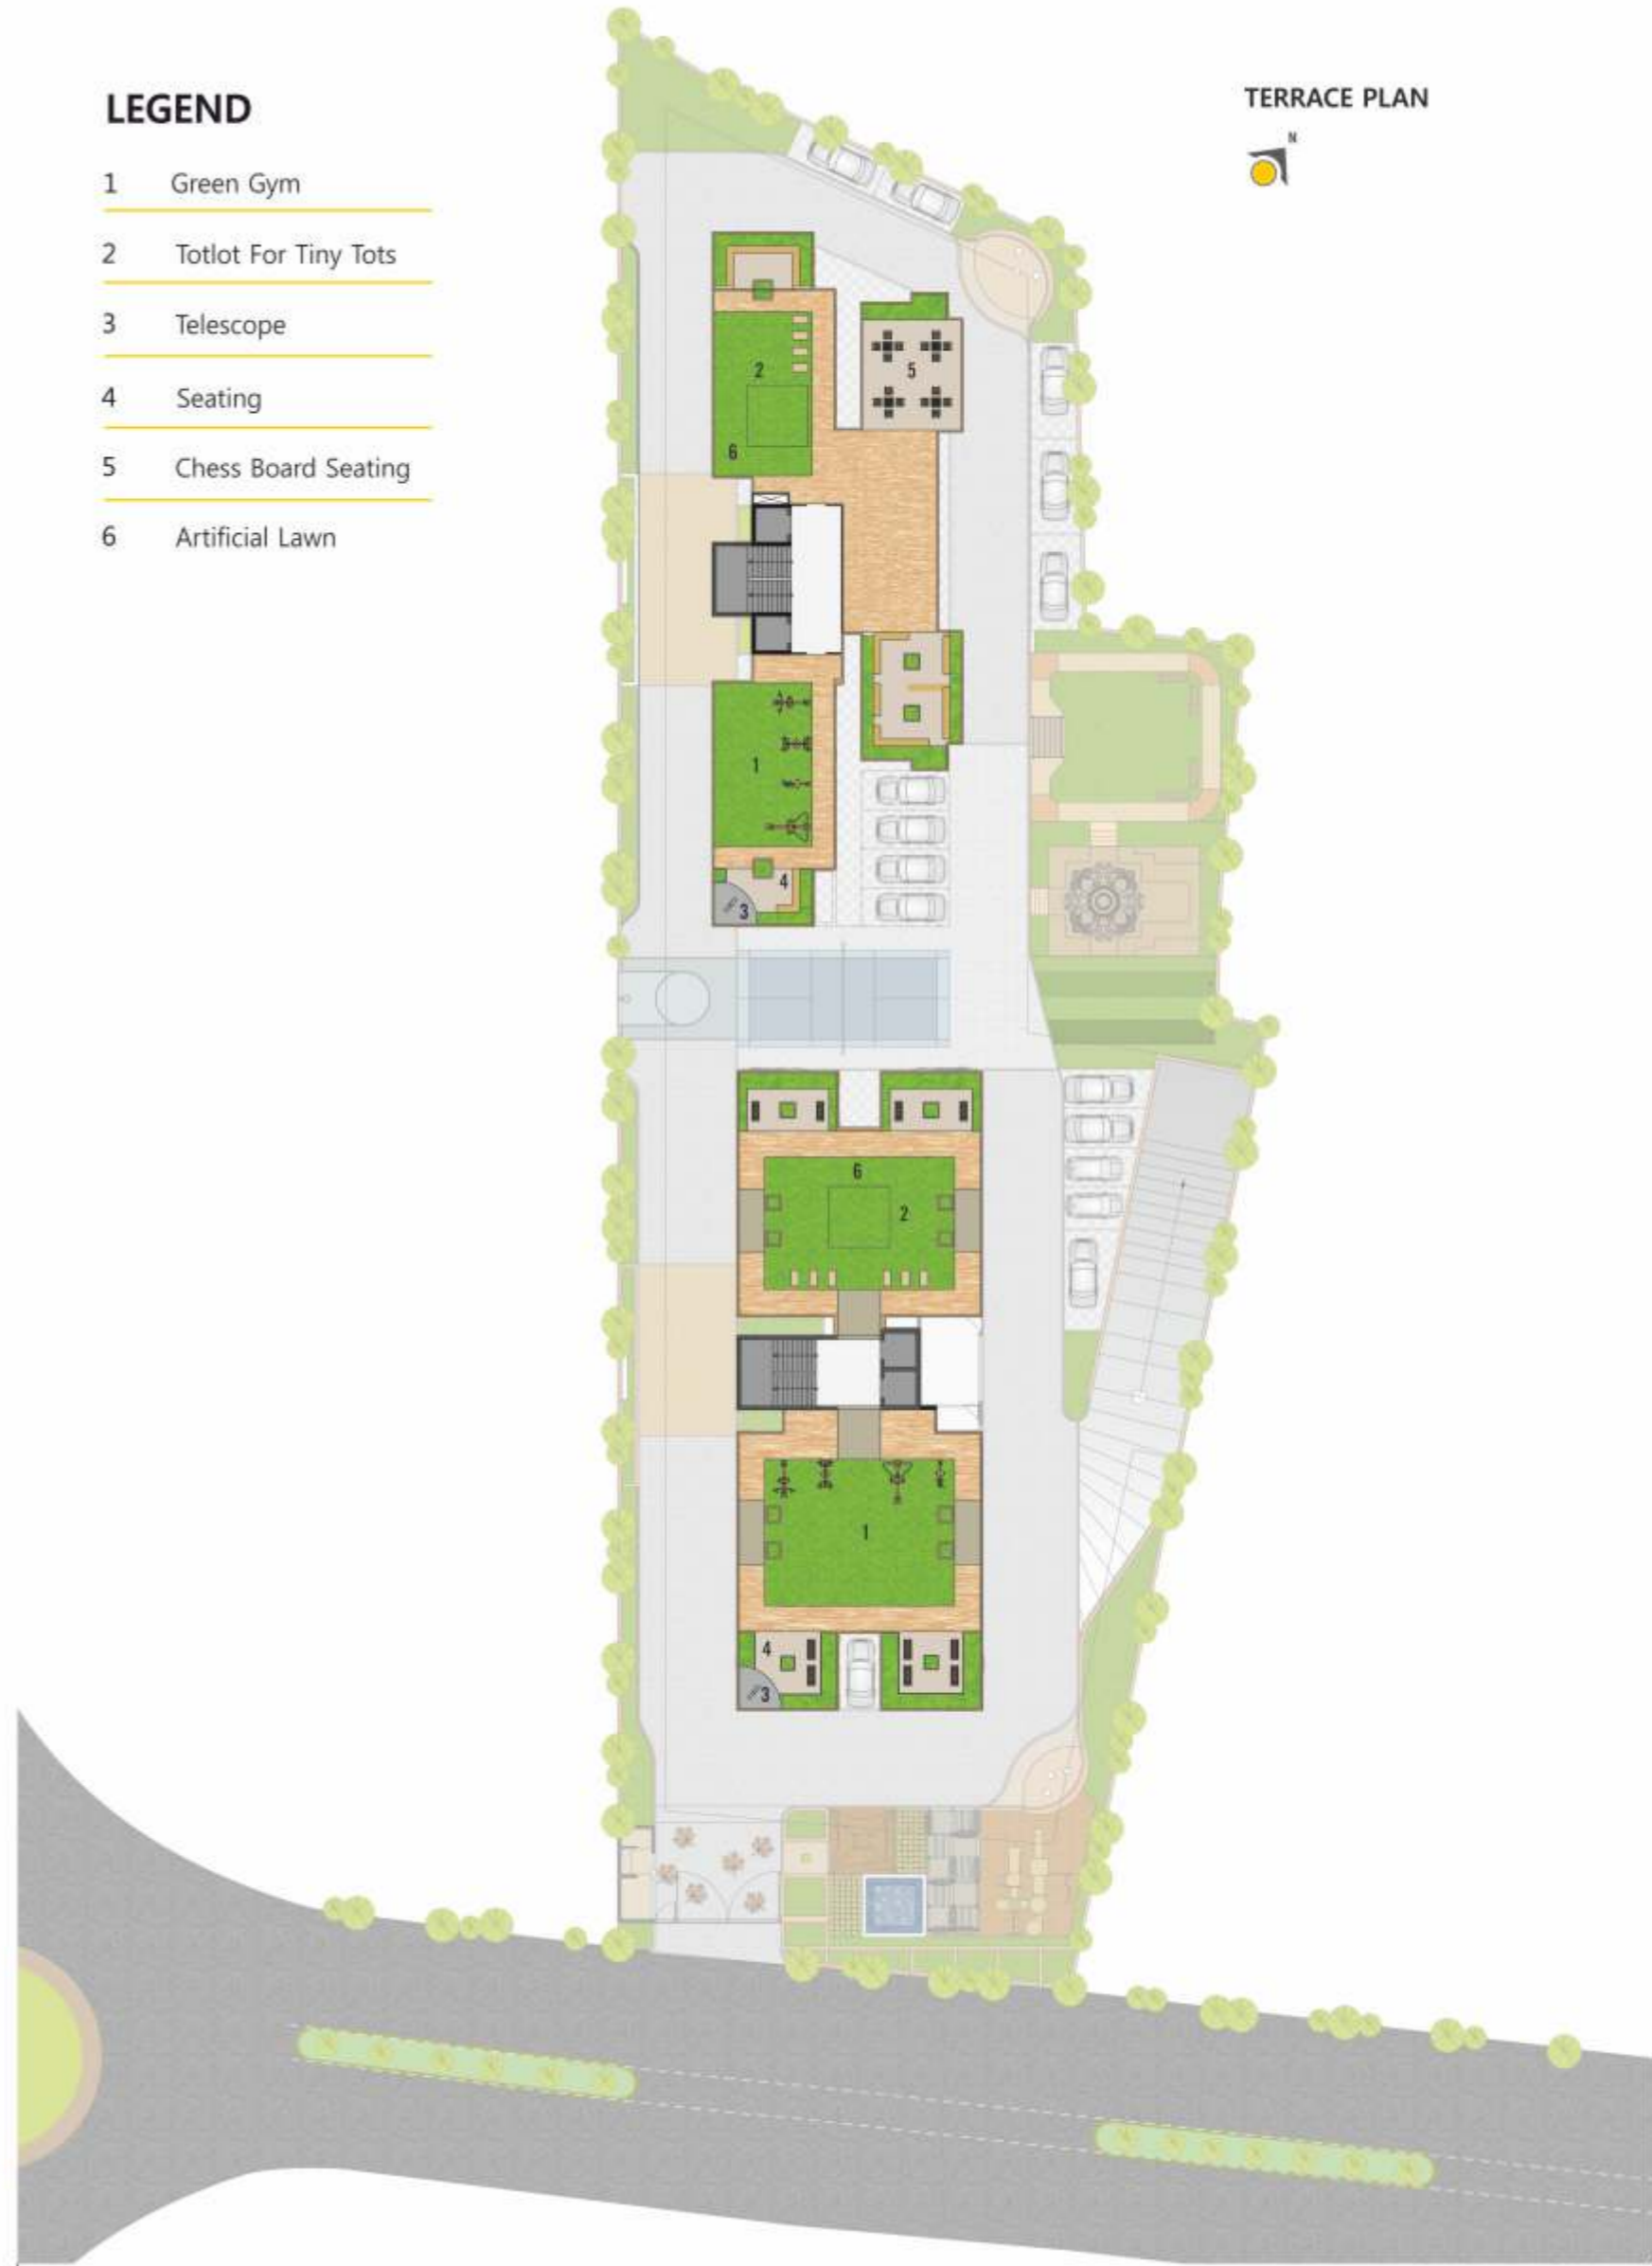 LEGEND
1 Green Gym
2 Totlot For Tiny Tots
3 Telescope
4 Seating
5 Chess Board Seating
6 Artificial Lawn
TERRACE PLAN
N
2
5
6
1
4
3
6
2
1
4
3